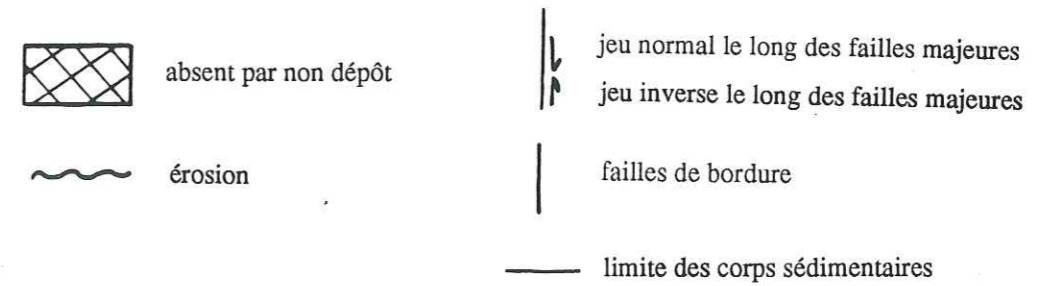 absent par non dépôt
érosion
jeu normal le long des failles majeures
jeu inverse le long des failles majeures
failles de bordure
limite des corps sédimentaires